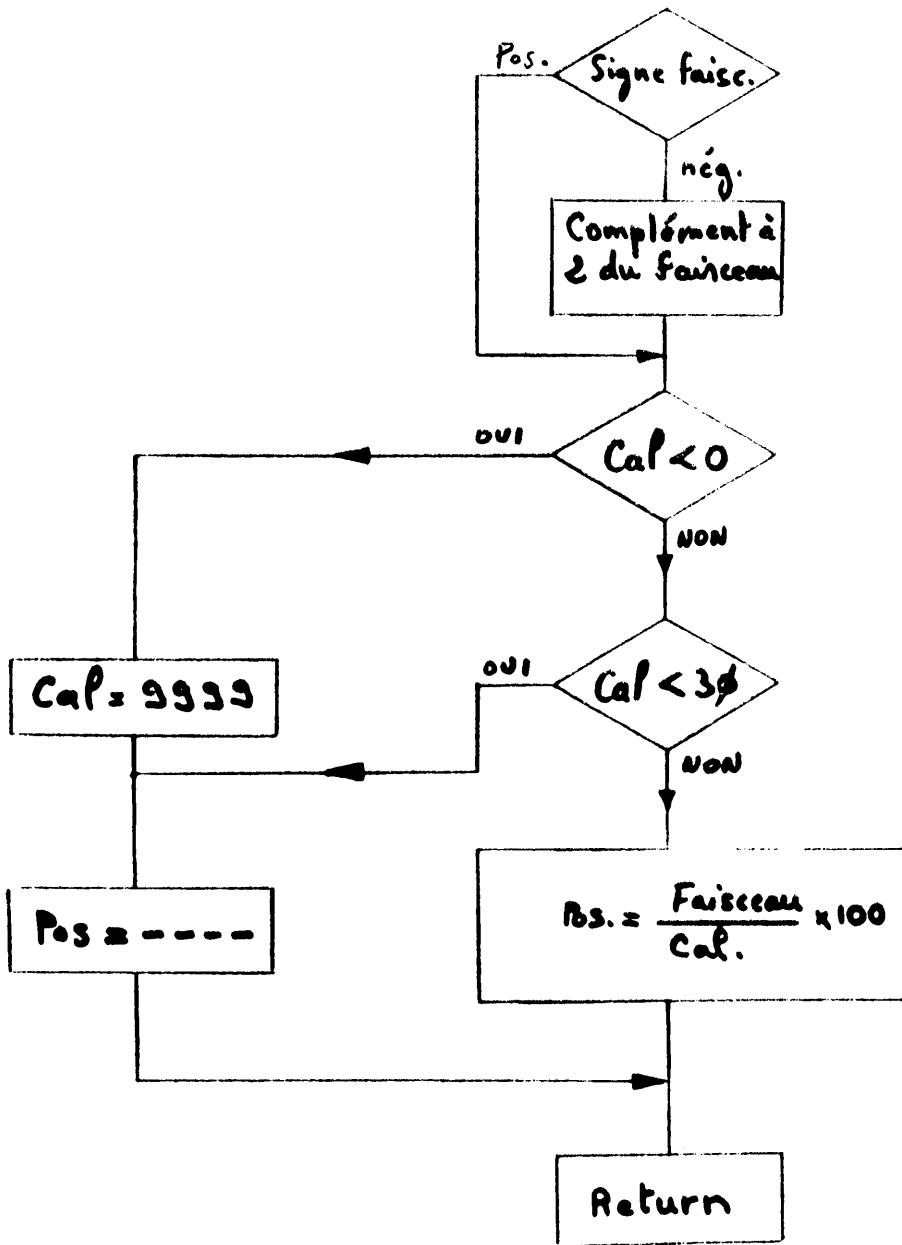 Pos.
Signe faisc.
nég.
Complément à
2 du faisceau
OUI
Cal < 0
NON
OUI
Cal < 3ø
NON
Cal = 9999
Pos = ----
Pos. = Faisceau / Cal. x100
Return